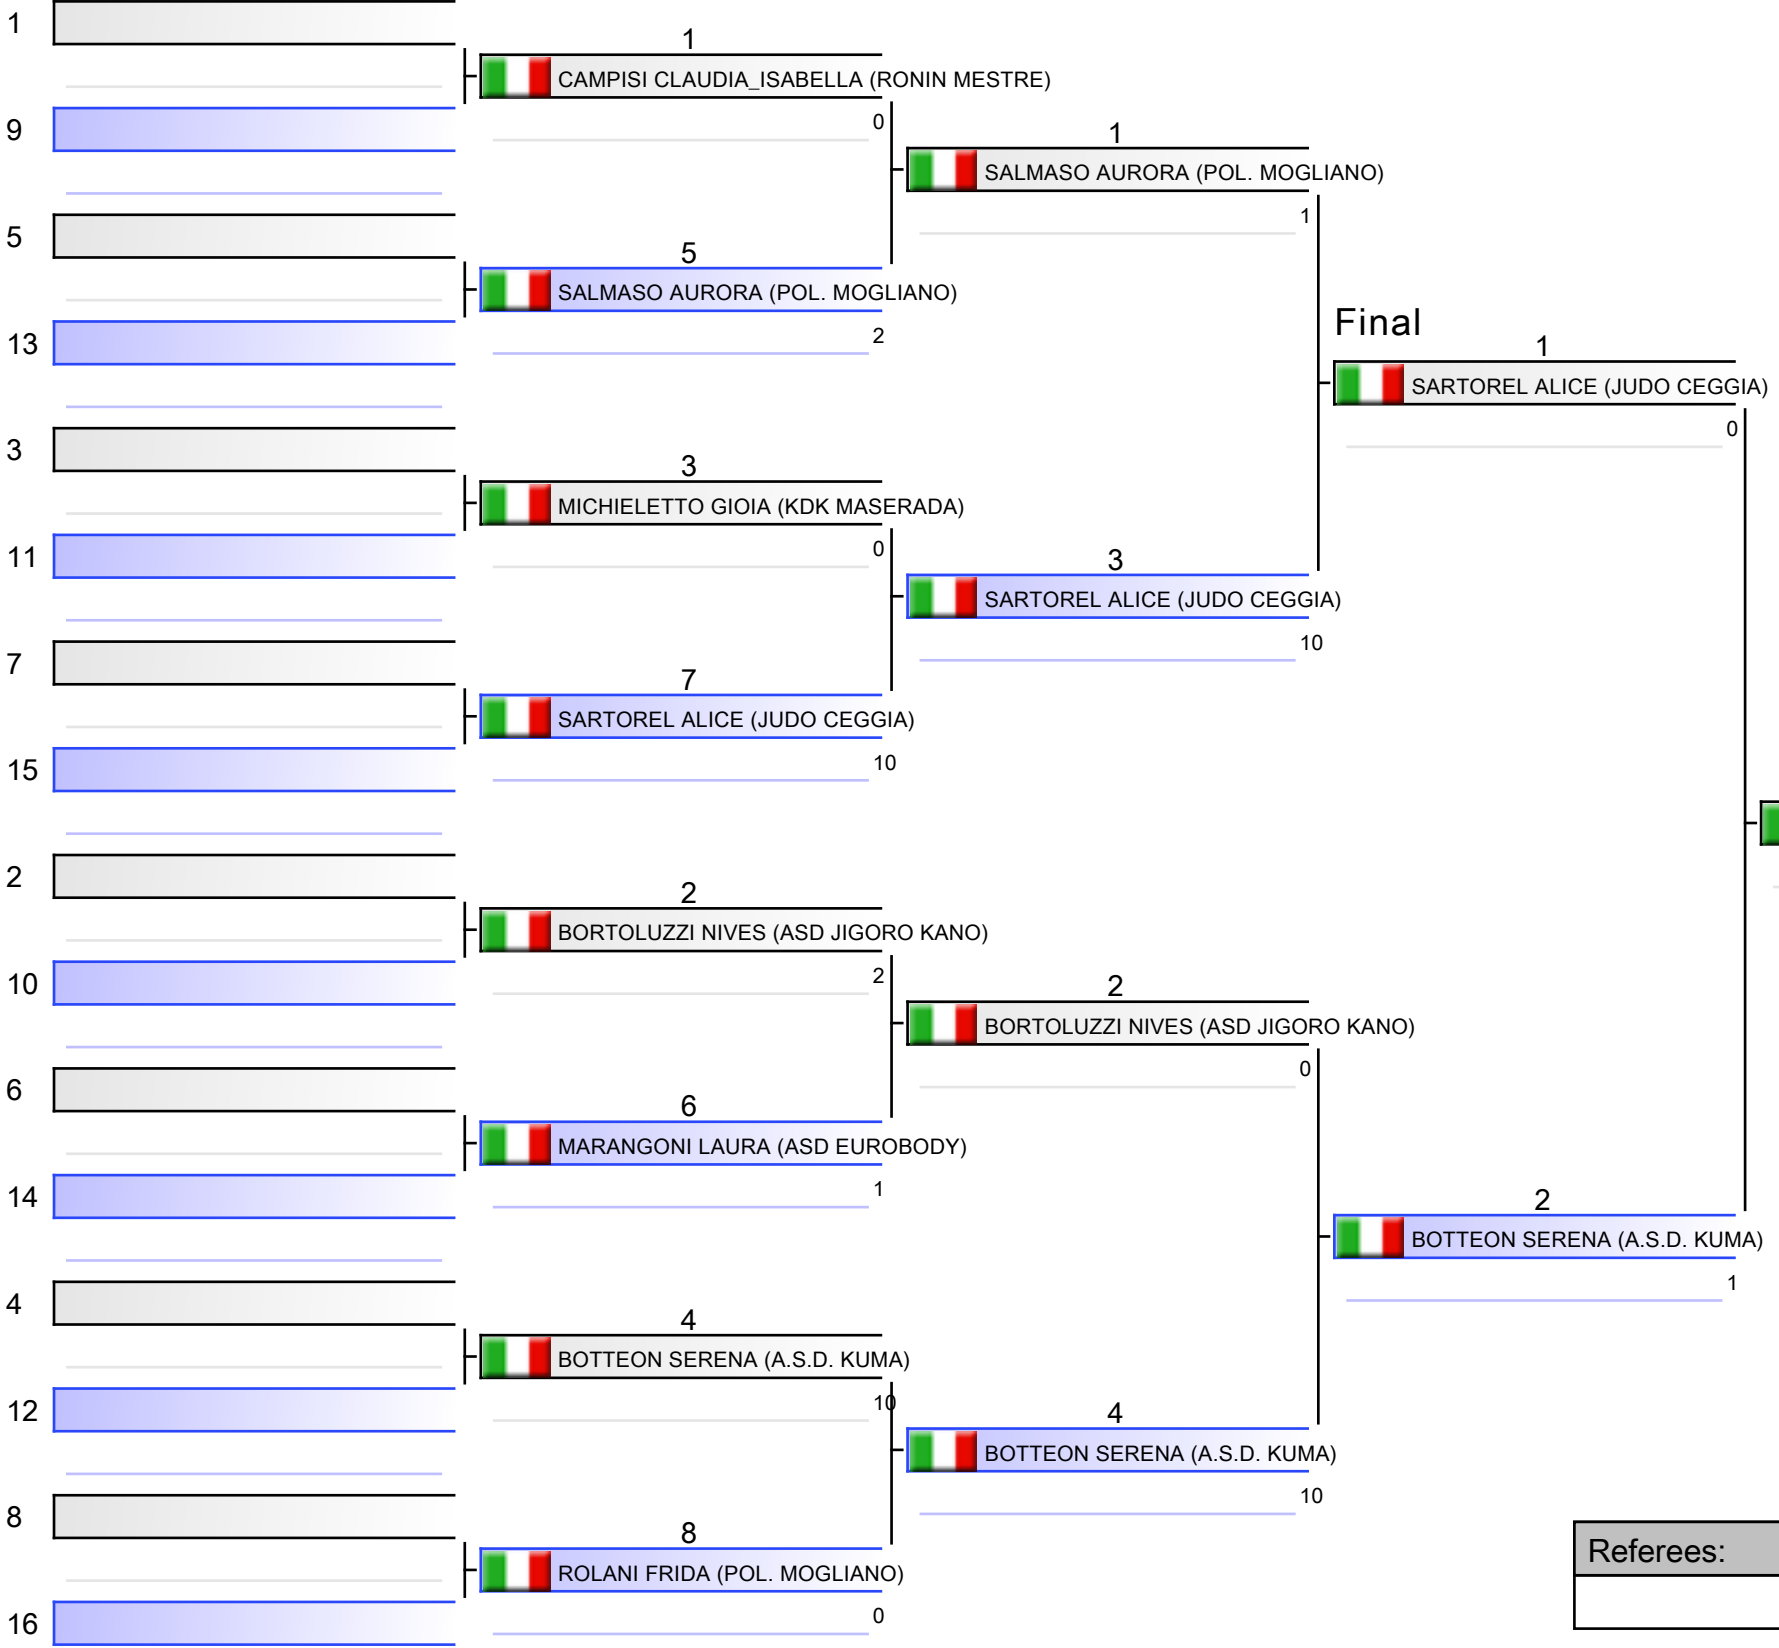 1
1
CAMPISI CLAUDIA_ISABELLA (RONIN MESTRE)
0
9
1
SALMASO AURORA (POL. MOGLIANO)
1
5
5
SALMASO AURORA (POL. MOGLIANO)
2
13
Final
1
SARTOREL ALICE (JUDO CEGGIA)
0
3
3
MICHIELETTO GIOIA (KDK MASERADA)
0
11
3
SARTOREL ALICE (JUDO CEGGIA)
10
7
7
SARTOREL ALICE (JUDO CEGGIA)
10
15
2
2
BORTOLUZZI NIVES (ASD JIGORO KANO)
2
10
2
BORTOLUZZI NIVES (ASD JIGORO KANO)
0
6
6
MARANGONI LAURA (ASD EUROBODY)
1
14
2
BOTTEON SERENA (A.S.D. KUMA)
1
4
4
BOTTEON SERENA (A.S.D. KUMA)
10
12
4
BOTTEON SERENA (A.S.D. KUMA)
10
8
8
ROLANI FRIDA (POL. MOGLIANO)
0
16
Referees: